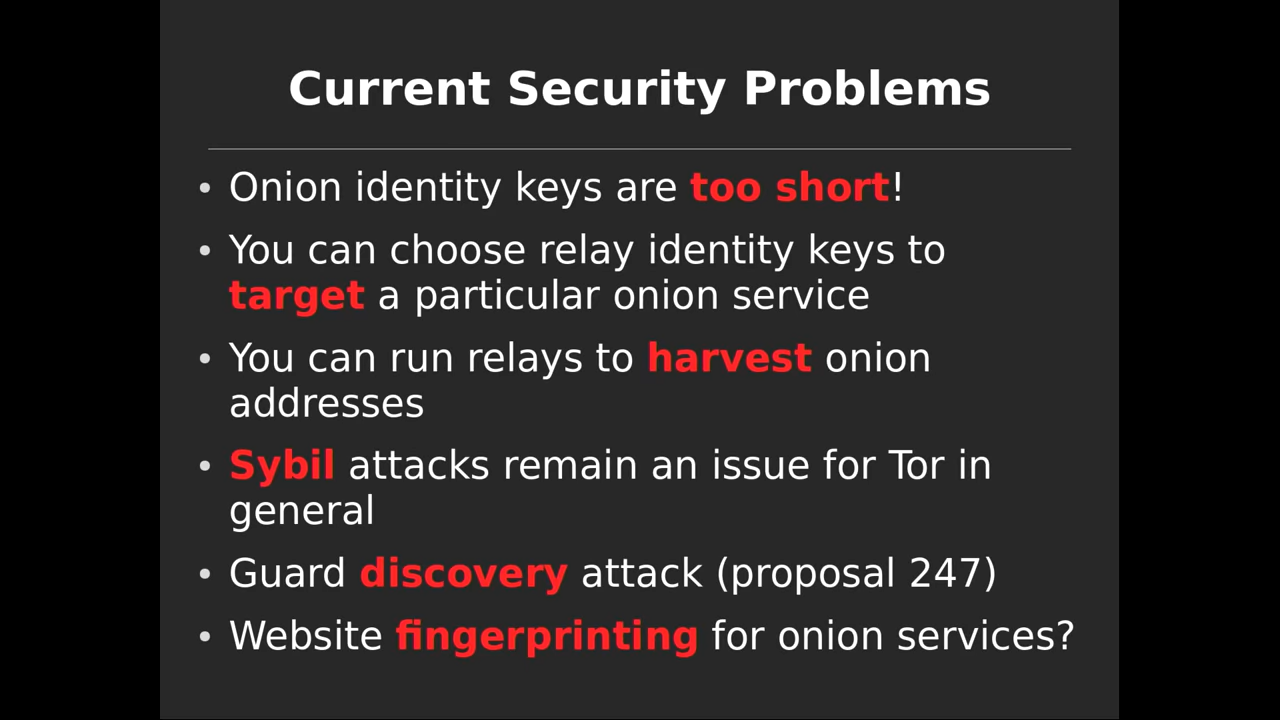 Current Security Problems
• Onion identity keys are too short!
• You can choose relay identity keys to
target a particular onion service
• You can run relays to harvest onion
addresses
• Sybil attacks remain an issue for Tor in
general
• Guard discovery attack (proposal 247)
• Website fingerprinting for onion services?